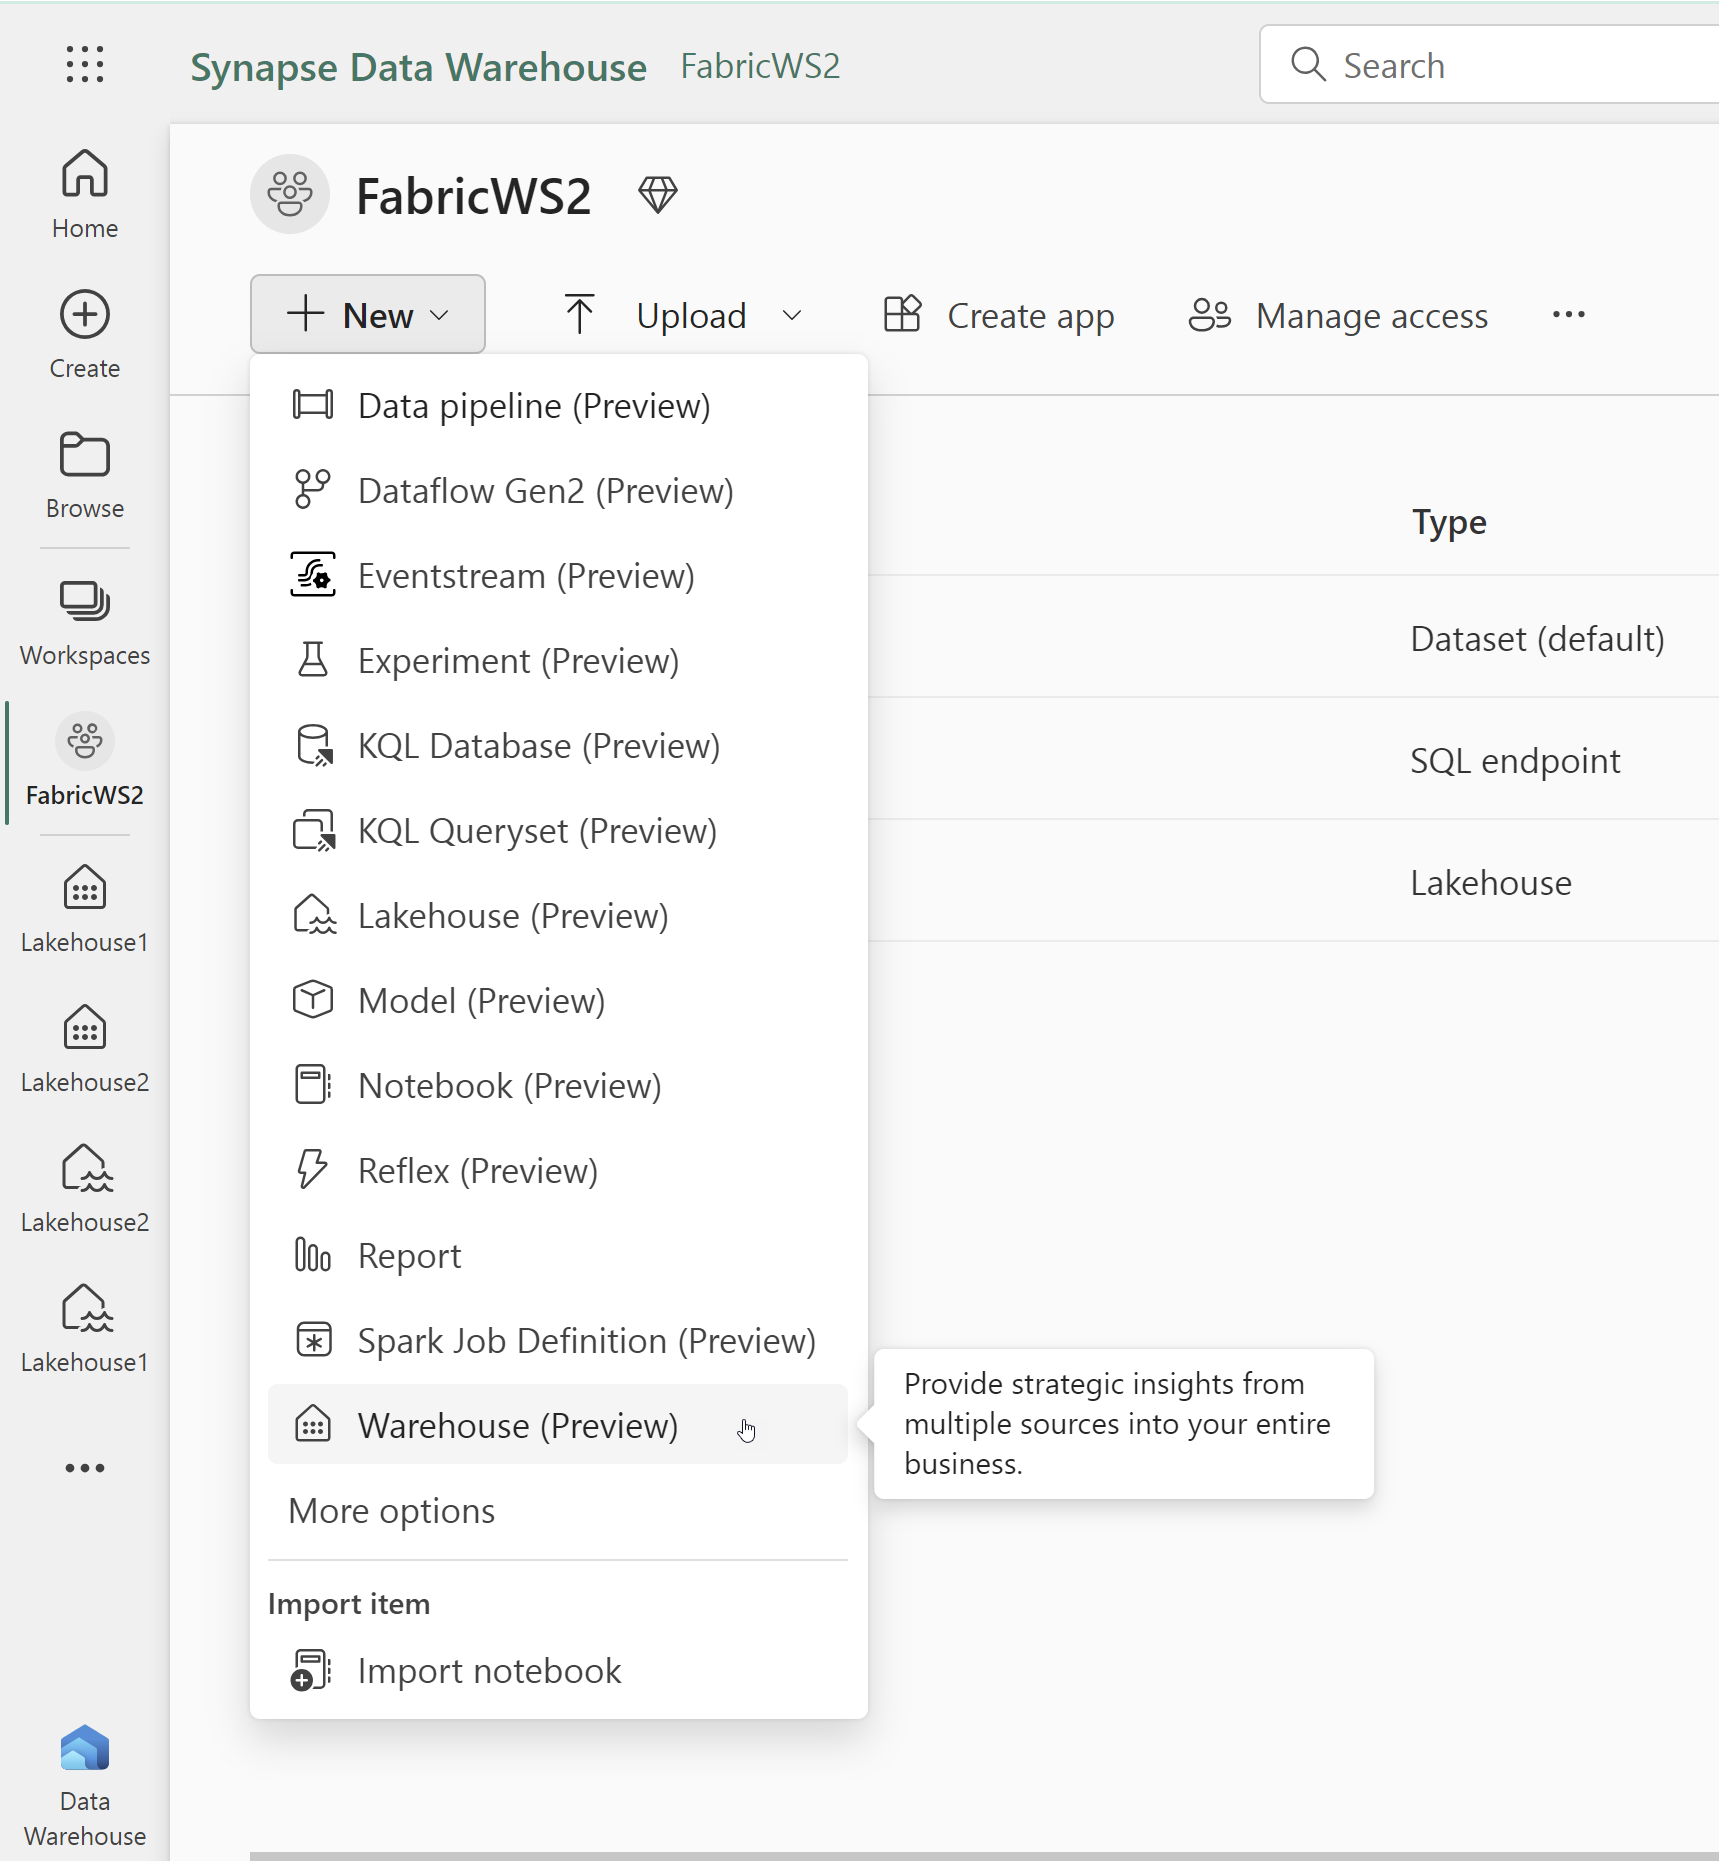 Synapse Data Warehouse FabricWS2
Search
Home
Create
Browse
Workspaces
FabricWS2
Lakehouse1
Lakehouse2
Lakehouse2
Lakehouse1
Data
Warehouse
FabricWS2
New
Upload
Create app
Manage access
Data pipeline (Preview)
Dataflow Gen2 (Preview)
Eventstream (Preview)
Experiment (Preview)
KQL Database (Preview)
KQL Queryset (Preview)
Lakehouse (Preview)
Model (Preview)
Notebook (Preview)
Reflex (Preview)
Report
Spark Job Definition (Preview)
Warehouse (Preview)
More options
Import item
Import notebook
Provide strategic insights from
multiple sources into your entire
business.
Type
Dataset (default)
SQL endpoint
Lakehouse